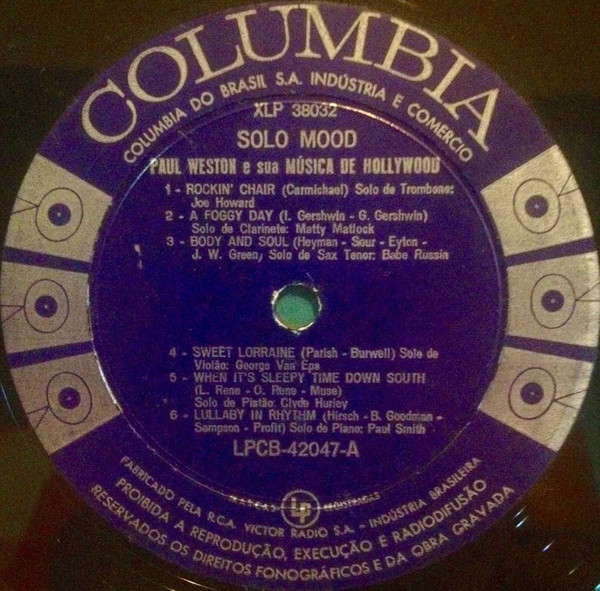 COLUMBIA
COLUMBIA DO BRASIL S.A. INDÚSTRIA E COMERCIO
XLP 38032
SOLO MOOD
PAUL WESTON e sua MÚSICA DE HOLLYWOOD
1 - ROCKIN' CHAIR (Carmichael) Solo de Trombone:
Joe Howard
2 - A FOGGY DAY (I. Gershwin - G. Gershwin)
Solo de Clarinete: Matty Matlock
3 - BODY AND SOUL (Heyman - Sour - Eyton -
J. W. Green) Solo de Sax Tenor: Babe Russin
4 - SWEET LORRAINE (Parish - Burwell) Solo de
Violão: George Van Eps
5 - WHEN IT'S SLEEPY TIME DOWN SOUTH
(L. Rene - O. Rene - Muse)
Solo de Pistão: Clyde Hurley
6 - LULLABY IN RHYTHM (Hirsch - B. Goodman -
Sampson - Profit) Solo de Piano: Paul Smith
LPCB-42047-A
MARCAS LP REGISTRADAS
FABRICADO PELA R.C.A. VICTOR RADIO S.A. - INDÚSTRIA BRASILEIRA
PROIBIDA A REPRODUÇÃO, EXECUÇÃO E RADIODIFUSÃO
RESERVADOS OS DIREITOS FONOGRÁFICOS E DA OBRA GRAVADA